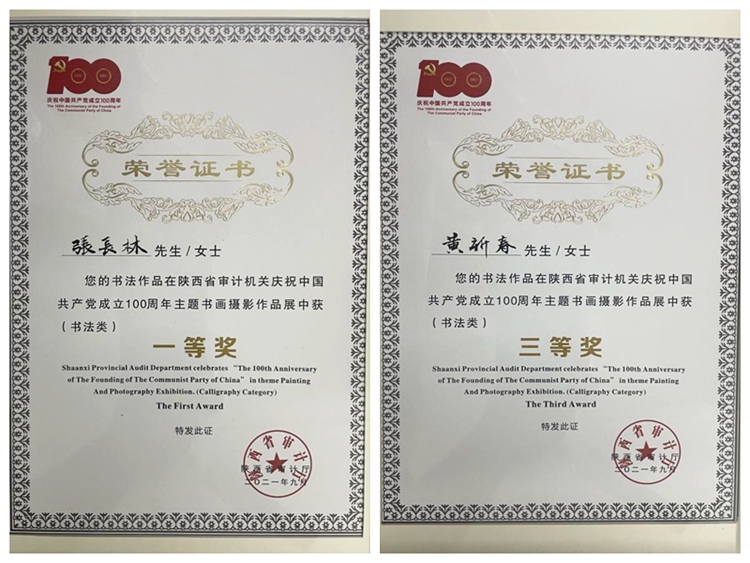 100
庆祝中国共产党成立100周年
The 100th Anniversary of the Founding of
The Communist Party of China
荣誉证书
張長林 先生/女士
您的书法作品在陕西省审计机关庆祝中国
共产党成立100周年主题书画摄影作品展中获
（书法类）
一等奖
Shaanxi Provincial Audit Department celebrates “The 100th Anniversary
of The Founding of The Communist Party of China” in theme Painting
And Photography Exhibition. (Calligraphy Category)
The First Award
特发此证
陕西省审计厅
二〇二一年九月
陕西省审计厅
100
庆祝中国共产党成立100周年
The 100th Anniversary of the Founding of
The Communist Party of China
荣誉证书
黄新春 先生/女士
您的书法作品在陕西省审计机关庆祝中国
共产党成立100周年主题书画摄影作品展中获
（书法类）
三等奖
Shaanxi Provincial Audit Department celebrates “The 100th Anniversary
of The Founding of The Communist Party of China” in theme Painting
And Photography Exhibition. (Calligraphy Category)
The Third Award
特发此证
陕西省审计厅
二〇二一年九月
陕西省审计厅